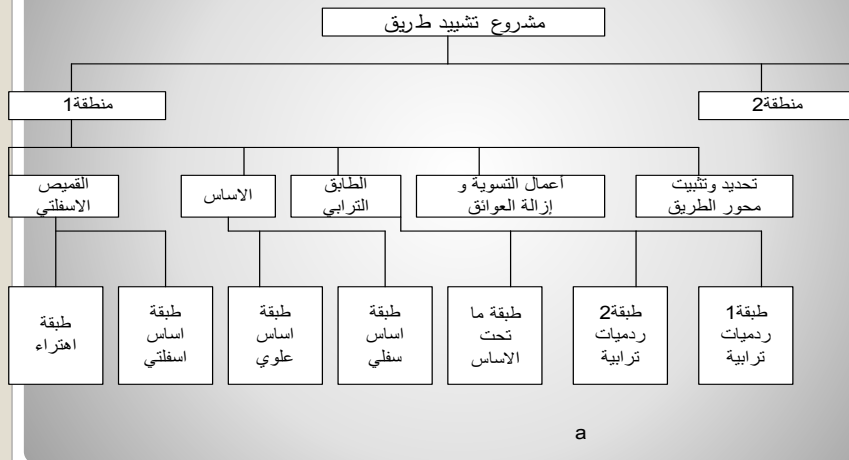 مشروع تشييد طريق
منطقة1
منطقة2
تحديد وتثبيت
محور الطريق
أعمال التسوية و
إزالة العوائق
الطابق
الترابي
الاساس
القميص
الاسفلتي
طبقة1
ردميات
ترابية
طبقة2
ردميات
ترابية
طبقة ما
تحت
الاساس
طبقة
اساس
سفلي
طبقة
اساس
علوي
طبقة
اساس
اسفلتي
طبقة
اهتراء
a